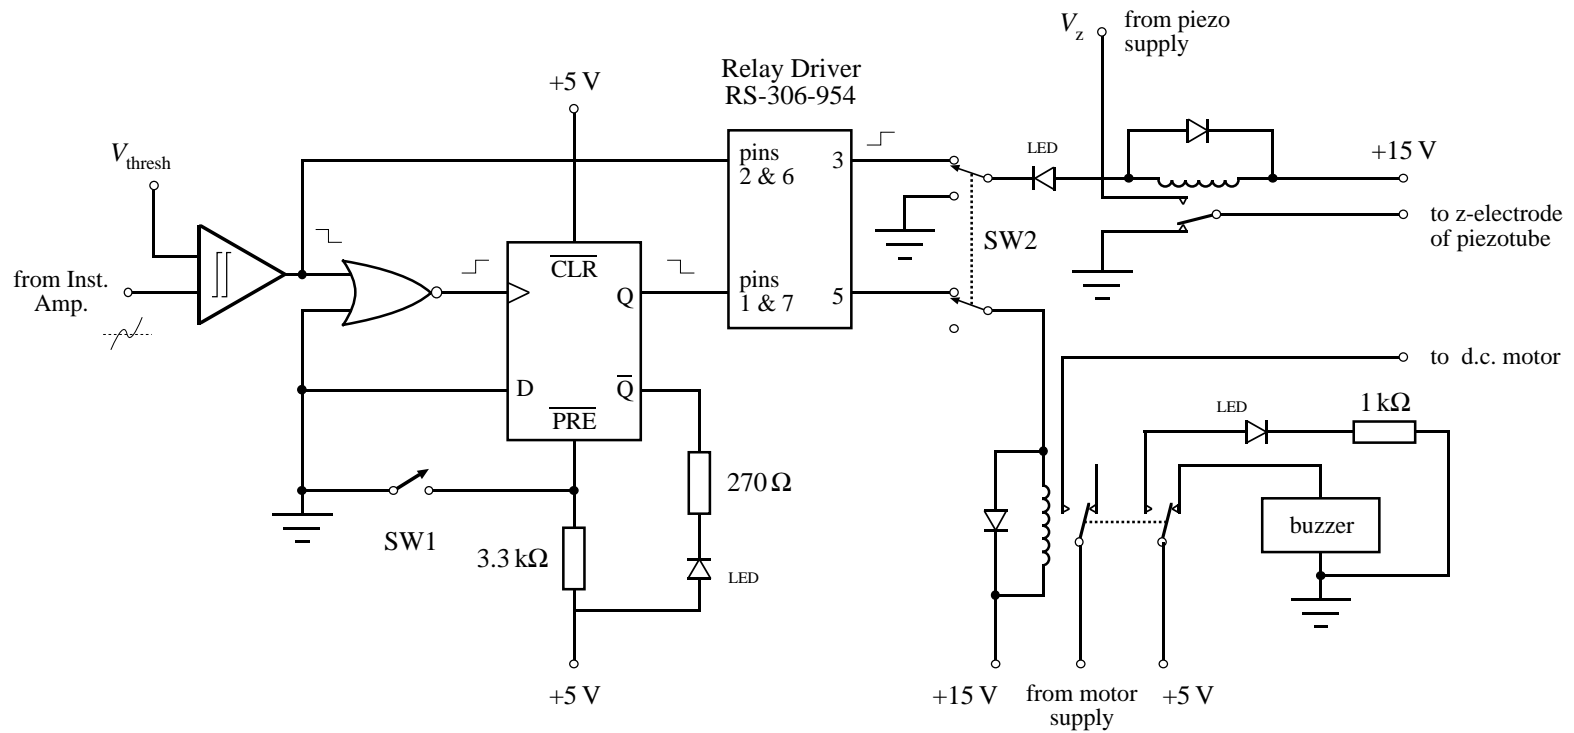 V_z
from piezo
supply
Relay Driver
RS-306-954
+5 V
V_thresh
LED
+15 V
pins
2 & 6
3
to z-electrode
of piezotube
SW2
from Inst.
Amp.
C̅L̅R̅
Q
pins
1 & 7
5
to d.c. motor
D
Q̅
P̅R̅E̅
LED
1 kΩ
270 Ω
SW1
3.3 kΩ
LED
buzzer
+5 V
+15 V
from motor
supply
+5 V